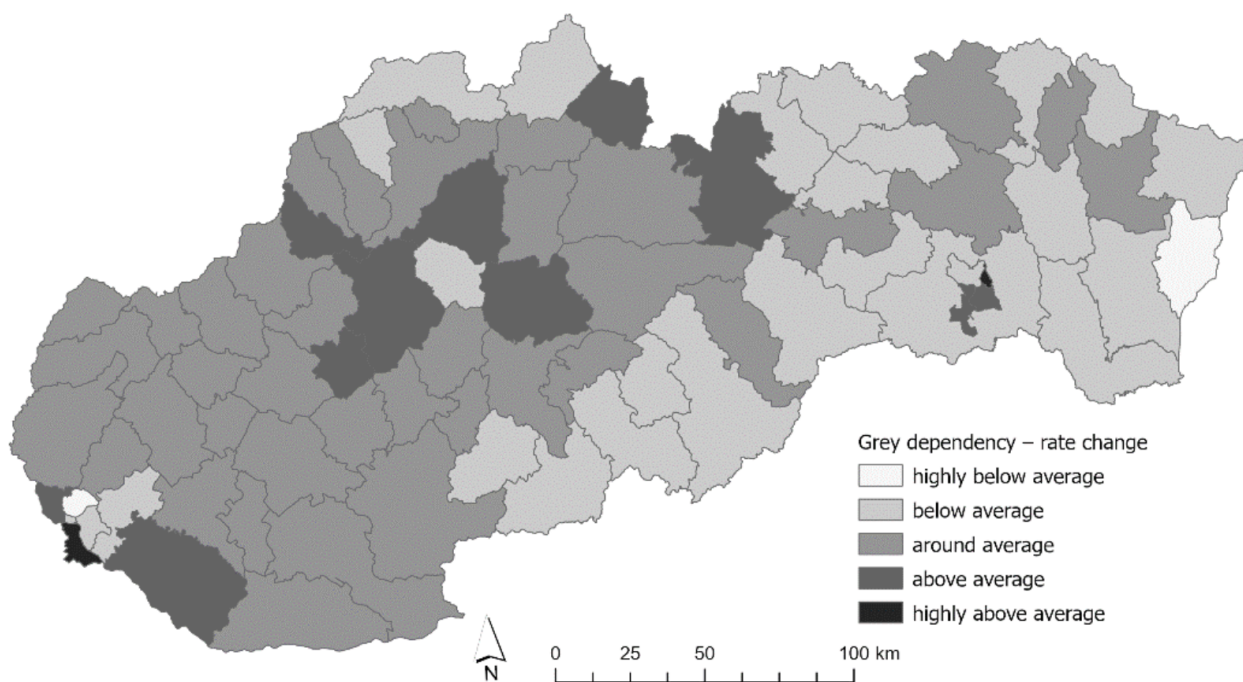 Grey dependency – rate change
highly below average
below average
around average
above average
highly above average
N
0 25 50 100 km